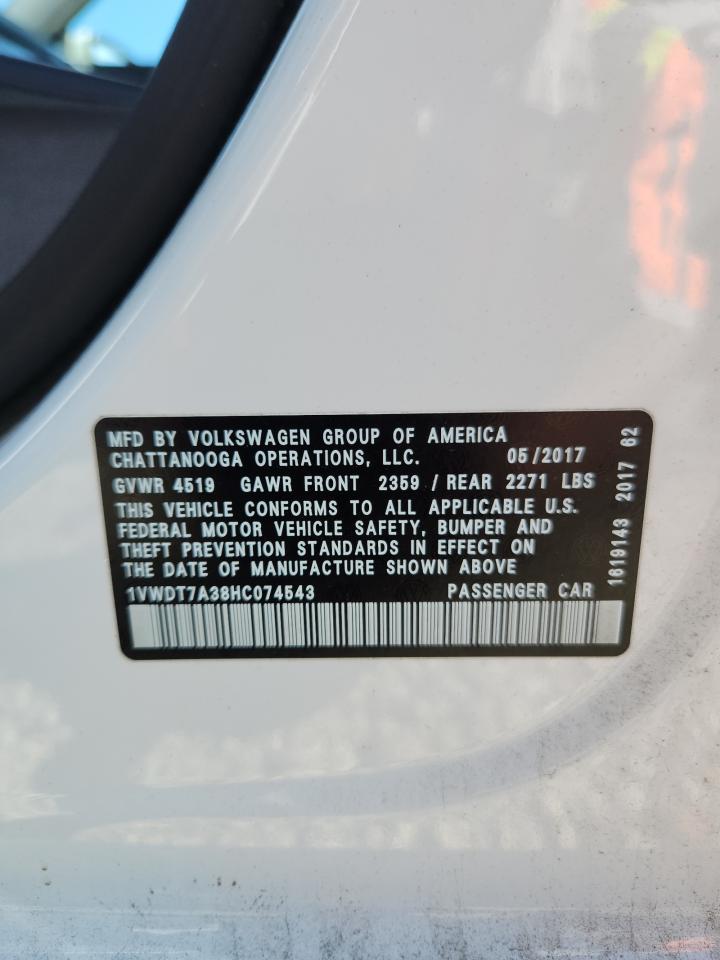 MFD BY VOLKSWAGEN GROUP OF AMERICA
CHATTANOOGA OPERATIONS, LLC. 05/2017
GVWR 4519 GAWR FRONT 2359 / REAR 2271 LBS
THIS VEHICLE CONFORMS TO ALL APPLICABLE U.S.
FEDERAL MOTOR VEHICLE SAFETY, BUMPER AND
THEFT PREVENTION STANDARDS IN EFFECT ON
THE DATE OF MANUFACTURE SHOWN ABOVE
1VWDT7A38HC074543 PASSENGER CAR
1619143 2017 62